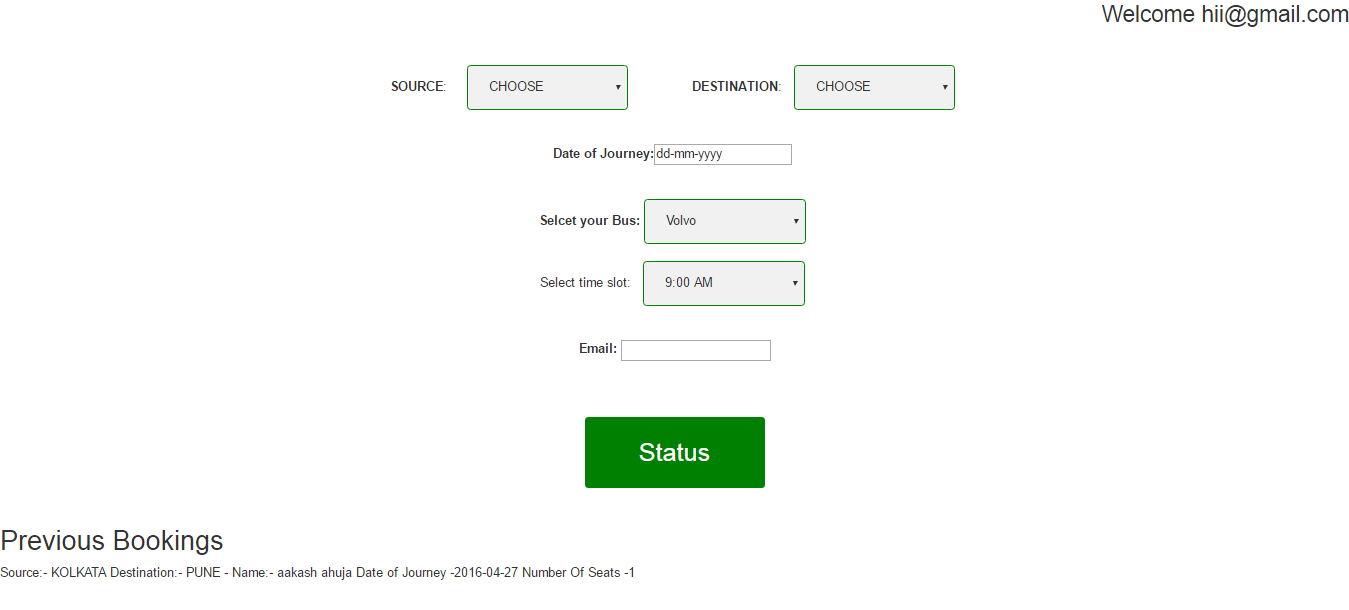 Welcome hii@gmail.com
SOURCE: CHOOSE DESTINATION: CHOOSE
Date of Journey: dd-mm-yyyy
Selcet your Bus: Volvo
Select time slot: 9:00 AM
Email:
Status
Previous Bookings
Source:- KOLKATA Destination:- PUNE - Name:- aakash ahuja Date of Journey -2016-04-27 Number Of Seats -1